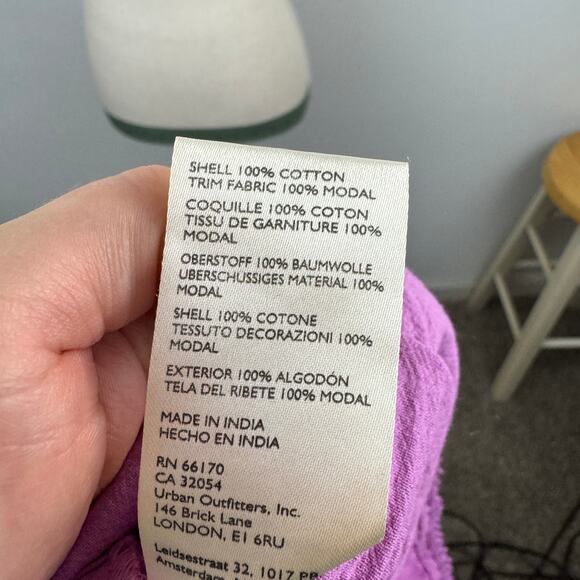 SHELL 100% COTTON
TRIM FABRIC 100% MODAL
COQUILLE 100% COTON
TISSU DE GARNITURE 100%
MODAL
OBERSTOFF 100% BAUMWOLLE
UBERSCHUSSIGES MATERIAL 100%
MODAL
SHELL 100% COTONE
TESSUTO DECORAZIONI 100%
MODAL
EXTERIOR 100% ALGODÓN
TELA DEL RIBETE 100% MODAL
MADE IN INDIA
HECHO EN INDIA
RN 66170
CA 32054
Urban Outfitters, Inc.
146 Brick Lane
LONDON, E1 6RU
Leidsestraat 32, 1017 PB
Amsterdam